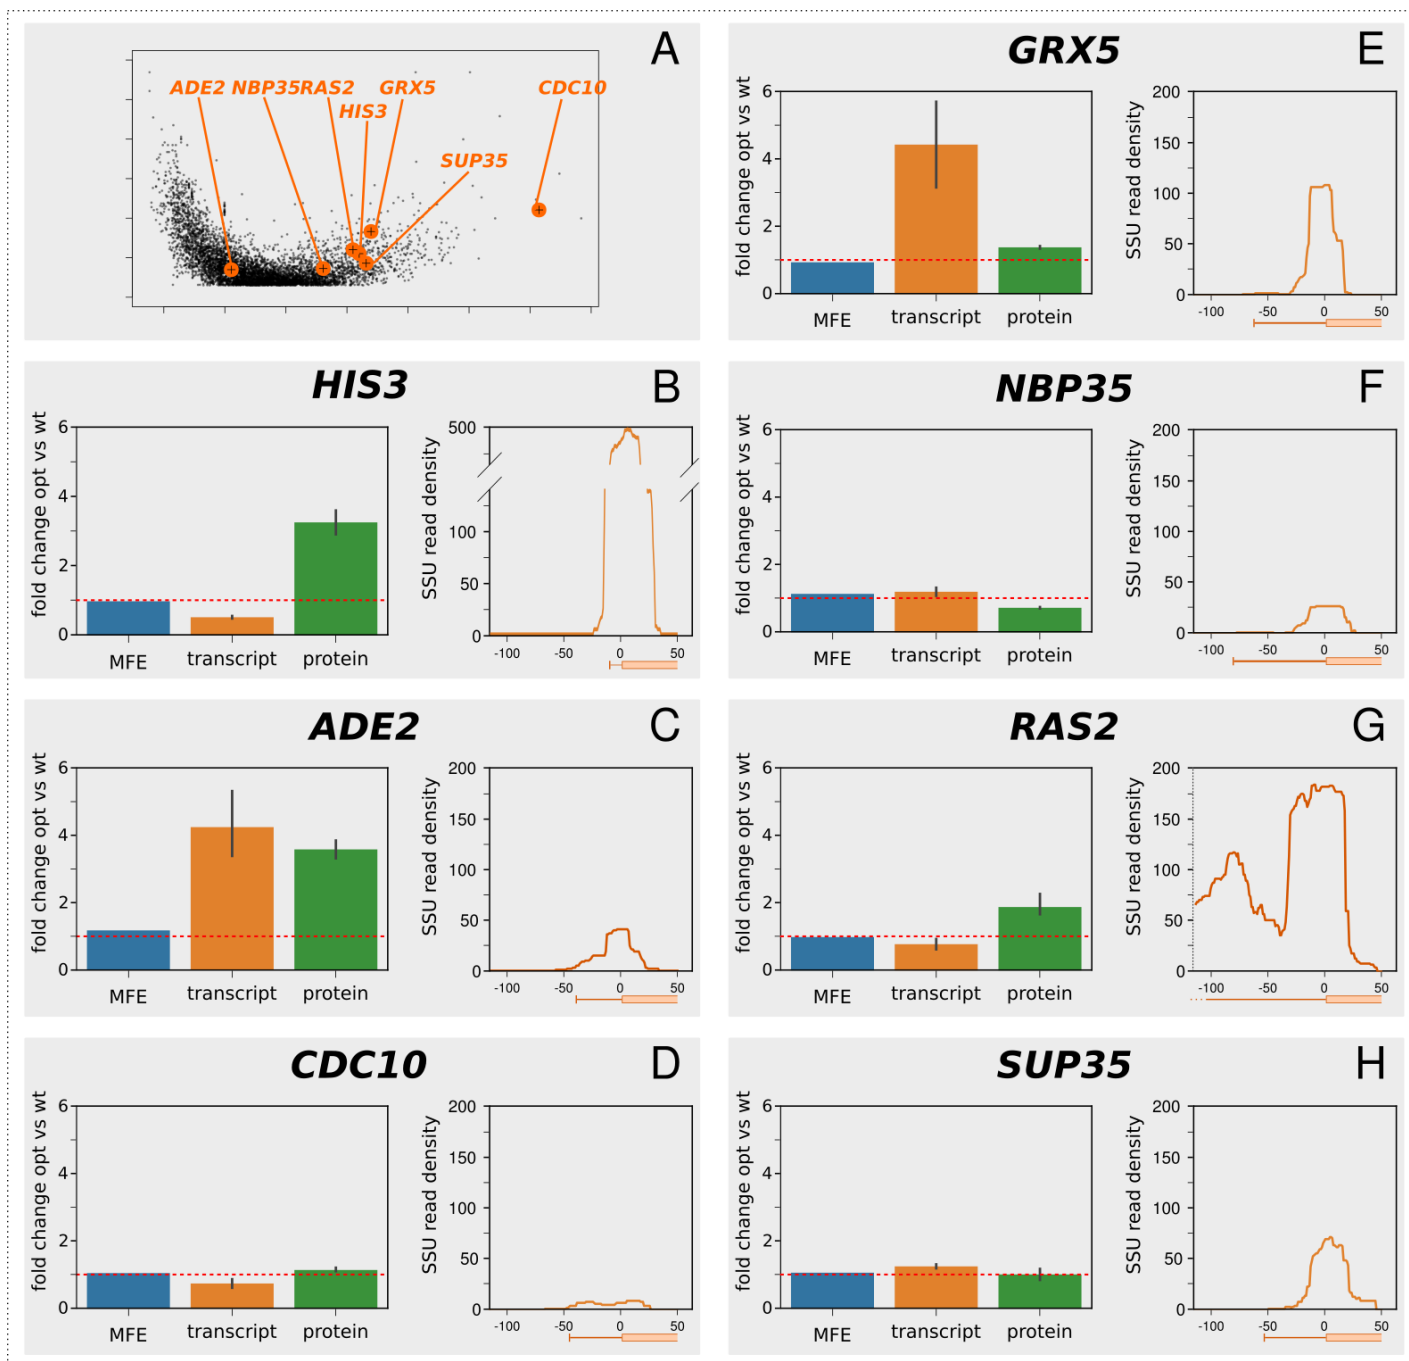 A
ADE2 NBP35 RAS2 GRX5 CDC10
HIS3
SUP35
HIS3
B
fold change opt vs wt
6
4
2
0
MFE transcript protein
SSU read density
500
100
50
0
-100 -50 0 50
ADE2
C
fold change opt vs wt
6
4
2
0
MFE transcript protein
SSU read density
200
150
100
50
0
-100 -50 0 50
CDC10
D
fold change opt vs wt
6
4
2
0
MFE transcript protein
SSU read density
200
150
100
50
0
-100 -50 0 50
GRX5
E
fold change opt vs wt
6
4
2
0
MFE transcript protein
SSU read density
200
150
100
50
0
-100 -50 0 50
NBP35
F
fold change opt vs wt
6
4
2
0
MFE transcript protein
SSU read density
200
150
100
50
0
-100 -50 0 50
RAS2
G
fold change opt vs wt
6
4
2
0
MFE transcript protein
SSU read density
200
150
100
50
0
-100 -50 0 50
SUP35
H
fold change opt vs wt
6
4
2
0
MFE transcript protein
SSU read density
200
150
100
50
0
-100 -50 0 50